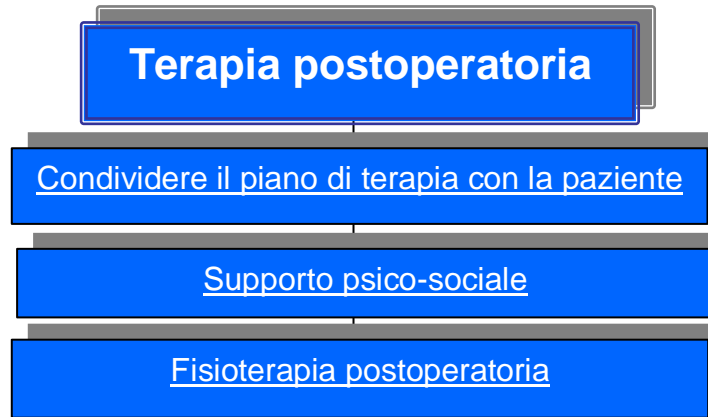 Terapia postoperatoria
Condividere il piano di terapia con la paziente
Supporto psico-sociale
Fisioterapia postoperatoria